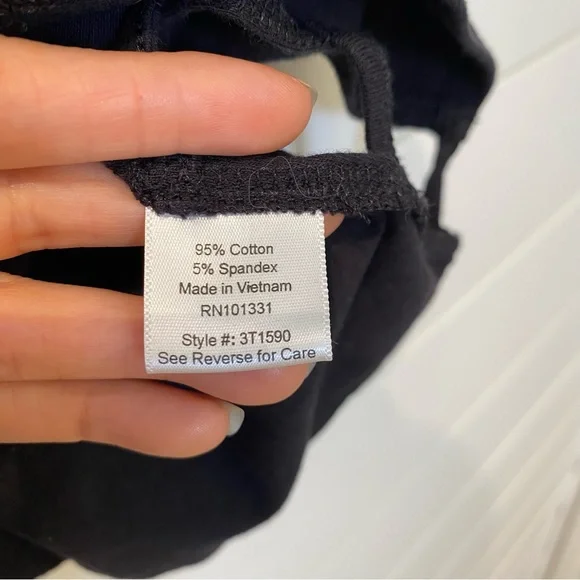 95% Cotton
5% Spandex
Made in Vietnam
RN101331
Style #: 3T1590
See Reverse for Care